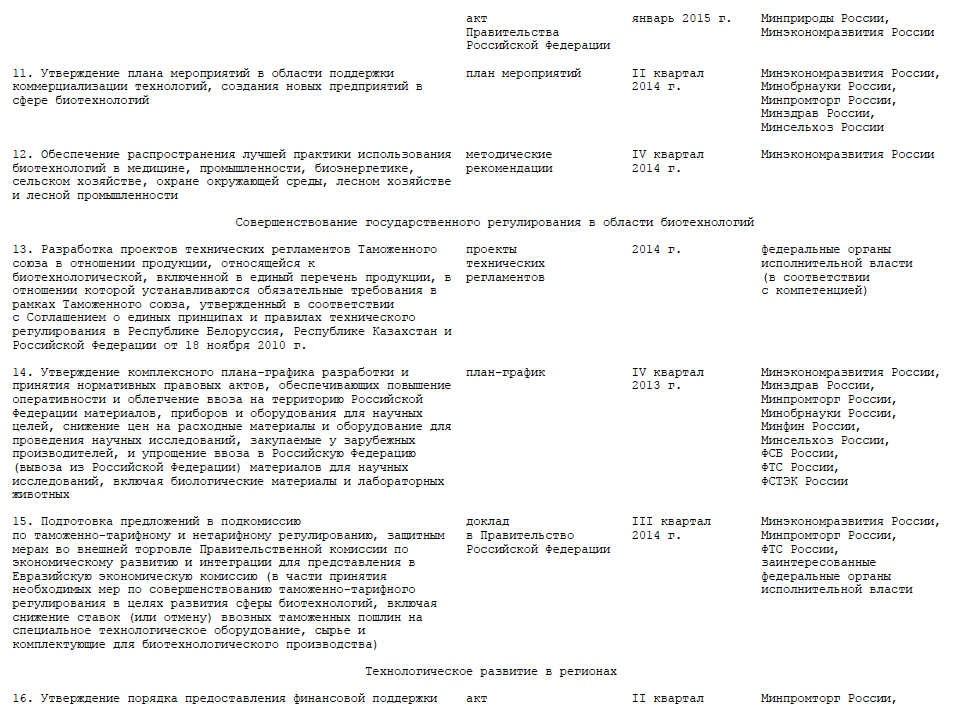 акт январь 2015 г. Минприроды России,
Правительства Минэкономразвития России
Российской Федерации
11. Утверждение плана мероприятий в области поддержки план мероприятий II квартал Минэкономразвития России,
коммерциализации технологий, создания новых предприятий в 2014 г. Минобрнауки России,
сфере биотехнологий Минпромторг России,
Минздрав России,
Минсельхоз России
12. Обеспечение распространения лучшей практики использования методические IV квартал Минэкономразвития России
биотехнологий в медицине, промышленности, биоэнергетике, рекомендации 2014 г.
сельском хозяйстве, охране окружающей среды, лесном хозяйстве
и лесной промышленности
Совершенствование государственного регулирования в области биотехнологий
13. Разработка проектов технических регламентов Таможенного проекты 2014 г. федеральные органы
союза в отношении продукции, относящейся к технических исполнительной власти
биотехнологической, включенной в единый перечень продукции, в регламентов (в соответствии
отношении которой устанавливаются обязательные требования в с компетенцией)
рамках Таможенного союза, утвержденный в соответствии
с Соглашением о единых принципах и правилах технического
регулирования в Республике Белоруссия, Республике Казахстан и
Российской Федерации от 18 ноября 2010 г.
14. Утверждение комплексного плана-графика разработки и план-график IV квартал Минэкономразвития России,
принятия нормативных правовых актов, обеспечивающих повышение 2013 г. Минздрав России,
оперативности и облегчение ввоза на территорию Российской Минпромторг России,
Федерации материалов, приборов и оборудования для научных Минобрнауки России,
целей, снижение цен на расходные материалы и оборудование для Минфин России,
проведения научных исследований, закупаемые у зарубежных Минсельхоз России,
производителей, и упрощение ввоза в Российскую Федерацию ФСБ России,
(вывоза из Российской Федерации) материалов для научных ФТС России,
исследований, включая биологические материалы и лабораторных ФСТЭК России
животных
15. Подготовка предложений в подкомиссию доклад III квартал Минэкономразвития России,
по таможенно-тарифному и нетарифному регулированию, защитным в Правительство 2014 г. Минпромторг России,
мерам во внешней торговле Правительственной комиссии по Российской Федерации ФТС России,
экономическому развитию и интеграции для представления в заинтересованные
Евразийскую экономическую комиссию (в части принятия федеральные органы
необходимых мер по совершенствованию таможенно-тарифного исполнительной власти
регулирования в целях развития сферы биотехнологий, включая
снижение ставок (или отмену) ввозных таможенных пошлин на
специальное технологическое оборудование, сырье и
комплектующие для биотехнологического производства)
Технологическое развитие в регионах
16. Утверждение порядка предоставления финансовой поддержки акт II квартал Минпромторг России,